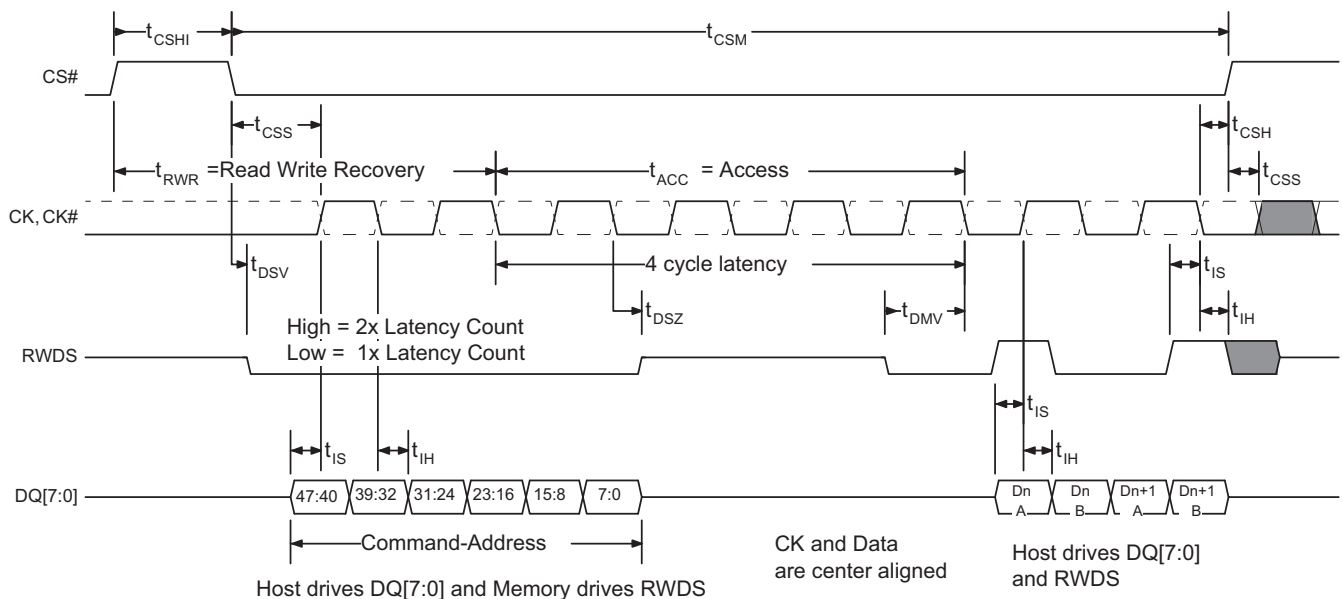 tCSHI
tCSM
CS#
tCSS
tCSH
tRWR =Read Write Recovery
tACC = Access
tCSS
CK, CK#
tDSV
4 cycle latency
tIS
tDSZ
tDMV
tIH
High = 2x Latency Count
Low = 1x Latency Count
RWDS
tIS
tIS
tIH
tIH
DQ[7:0]
47:40 39:32 31:24 23:16 15:8 7:0
Dn A
Dn B
Dn+1 A
Dn+1 B
Command-Address
CK and Data
are center aligned
Host drives DQ[7:0]
and RWDS
Host drives DQ[7:0] and Memory drives RWDS